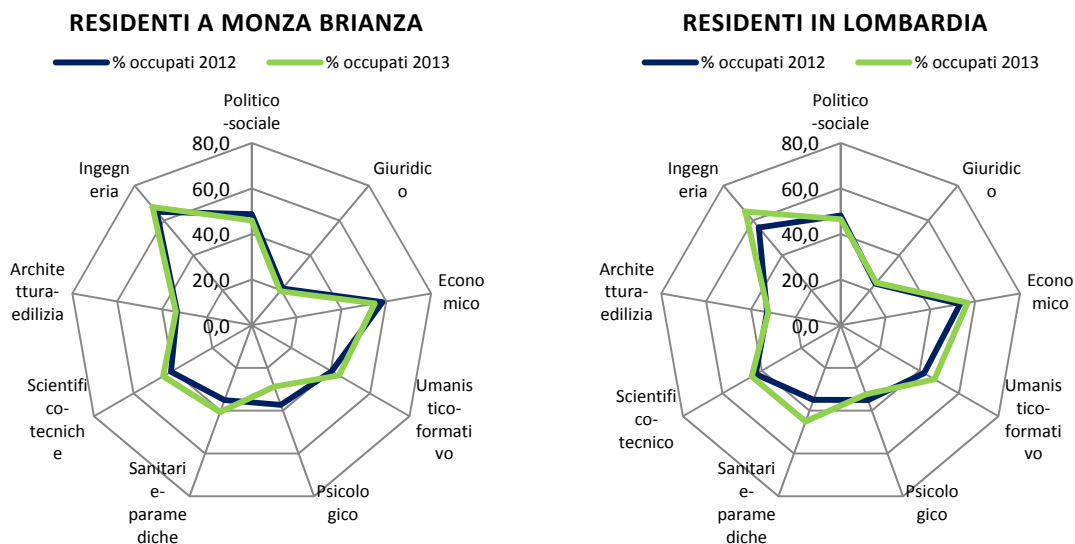 RESIDENTI A MONZA BRIANZA
% occupati 2012
% occupati 2013
Politico
-sociale
80,0
60,0
40,0
20,0
0,0
Giuridic
o
Econo
mico
Umanis
tico-
formati
vo
Psicolo
gico
Sanitari
e-
parame
diche
Scientifi
co-
tecnich
e
Archite
ttura-
edilizia
Ingegn
eria
RESIDENTI IN LOMBARDIA
% occupati 2012
% occupati 2013
Politico
-sociale
80,0
60,0
40,0
20,0
0,0
Giuridic
o
Econo
mico
Umanis
tico-
formati
vo
Psicolo
gico
Sanitari
e-
parame
diche
Scientifi
co-
tecnico
Archite
ttura-
edilizia
Ingegn
eria